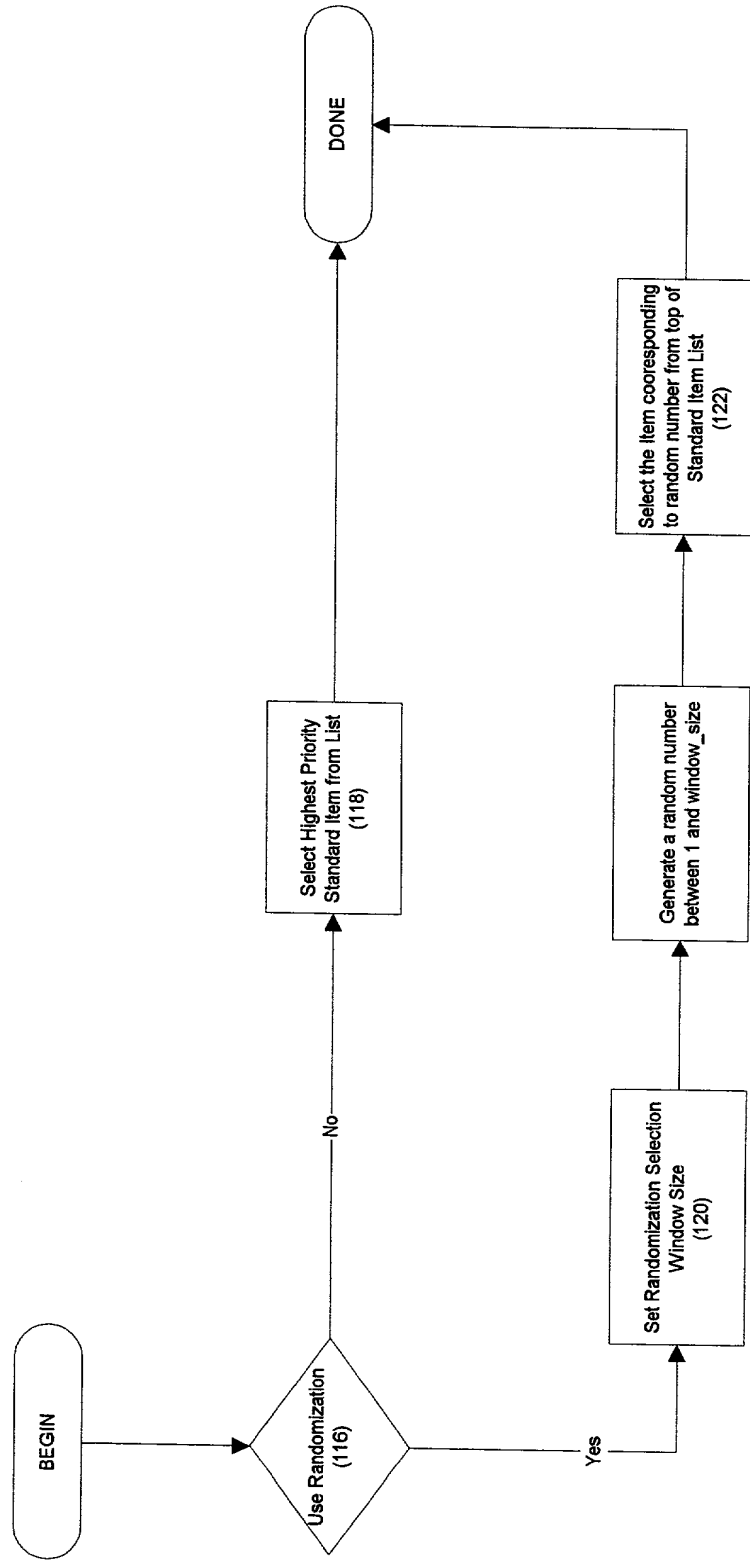 BEGIN
Use Randomization
(116)
No
Select Highest Priority
Standard Item from List
(118)
DONE
Yes
Set Randomization Selection
Window Size
(120)
Generate a random number
between 1 and window_size
Select the Item cooresponding
to random number from top of
Standard Item List
(122)